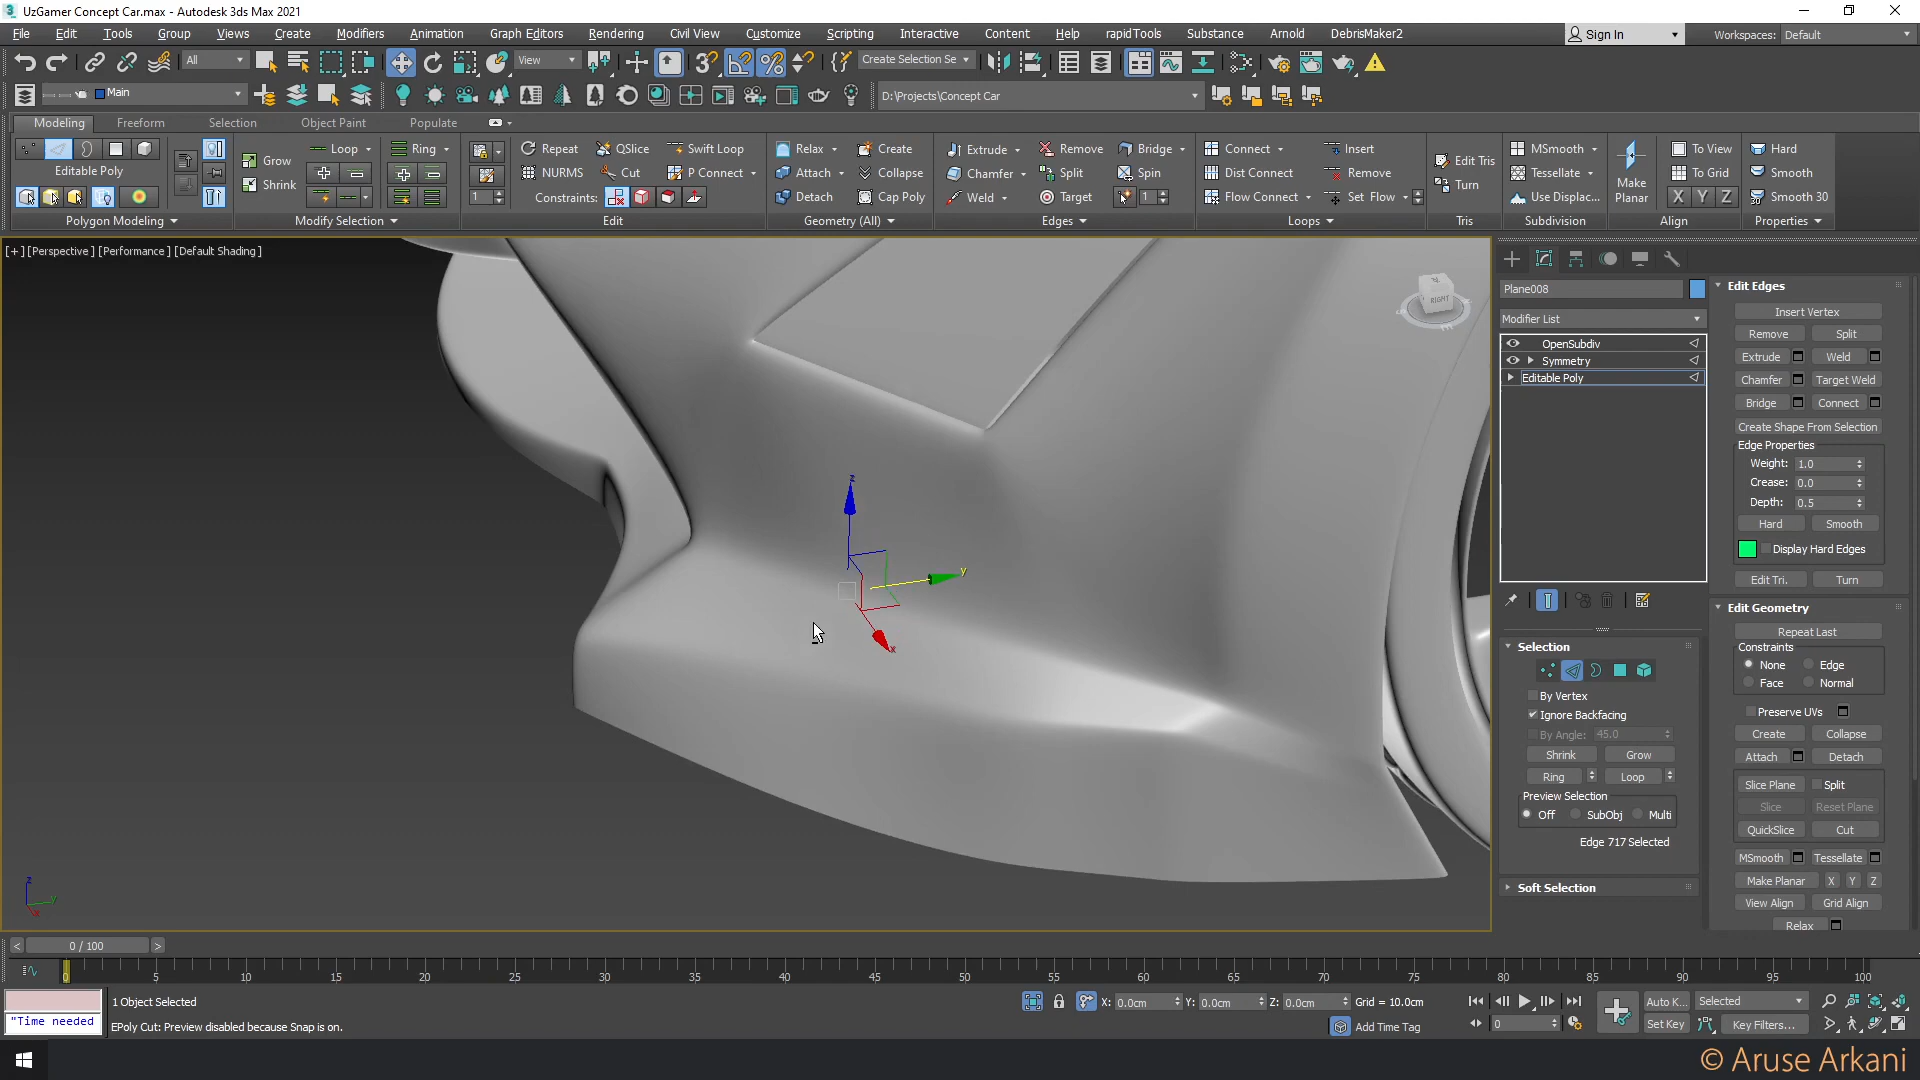 UzGamer Concept Car.max - Autodesk 3ds Max 2021
File Edit Tools Group Views Create Modifiers Animation Graph Editors Rendering Civil View Customize Scripting Interactive Content Help rapidTools Substance Arnold DebrisMaker2 Sign In Workspaces: Default
All View Create Selection Se
Main D:\Projects\Concept Car
Modeling Freeform Selection Object Paint Populate
Loop Ring Repeat QSlice Swift Loop Relax Create Extrude Remove Bridge Connect Insert MSmooth To View Hard
Grow NURMS Cut P Connect Attach Collapse Chamfer Split Spin Dist Connect Remove Edit Tris Tessellate Make Planar To Grid Smooth
Editable Poly Shrink 1 Constraints: Detach Cap Poly Weld Target 1 Flow Connect Set Flow Turn Use Displac... X Y Z Smooth 30
Polygon Modeling Modify Selection Edit Geometry (All) Edges Loops Tris Subdivision Align Properties
[+] [Perspective ] [Performance ] [Default Shading ]
RIGHT
z
y
x
z
y
x
Plane008
Modifier List
OpenSubdiv
Symmetry
Editable Poly
Selection
By Vertex
Ignore Backfacing
By Angle: 45.0
Shrink Grow
Ring Loop
Preview Selection
Off SubObj Multi
Edge 717 Selected
Soft Selection
Edit Edges
Insert Vertex
Remove Split
Extrude Weld
Chamfer Target Weld
Bridge Connect
Create Shape From Selection
Edge Properties
Weight: 1.0
Crease: 0.0
Depth: 0.5
Hard Smooth
Display Hard Edges
Edit Tri. Turn
Edit Geometry
Repeat Last
Constraints
None Edge
Face Normal
Preserve UVs
Create Collapse
Attach Detach
Slice Plane Split
Slice Reset Plane
QuickSlice Cut
MSmooth Tessellate
Make Planar X Y Z
View Align Grid Align
Relax
< 0 / 100 >
0 5 10 15 20 25 30 35 40 45 50 55 60 65 70 75 80 85 90 95 100
1 Object Selected X: 0.0cm Y: 0.0cm Z: 0.0cm Grid = 10.0cm Auto K... Selected
"Time needed EPoly Cut: Preview disabled because Snap is on. Add Time Tag 0 Set Key Key Filters...
© Aruse Arkani